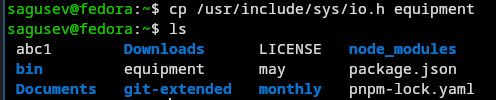 sagusev@fedora:~$ cp /usr/include/sys/io.h equipment
sagusev@fedora:~$ ls
abc1 Downloads LICENSE node_modules
bin equipment may package.json
Documents git-extended monthly pnpm-lock.yaml